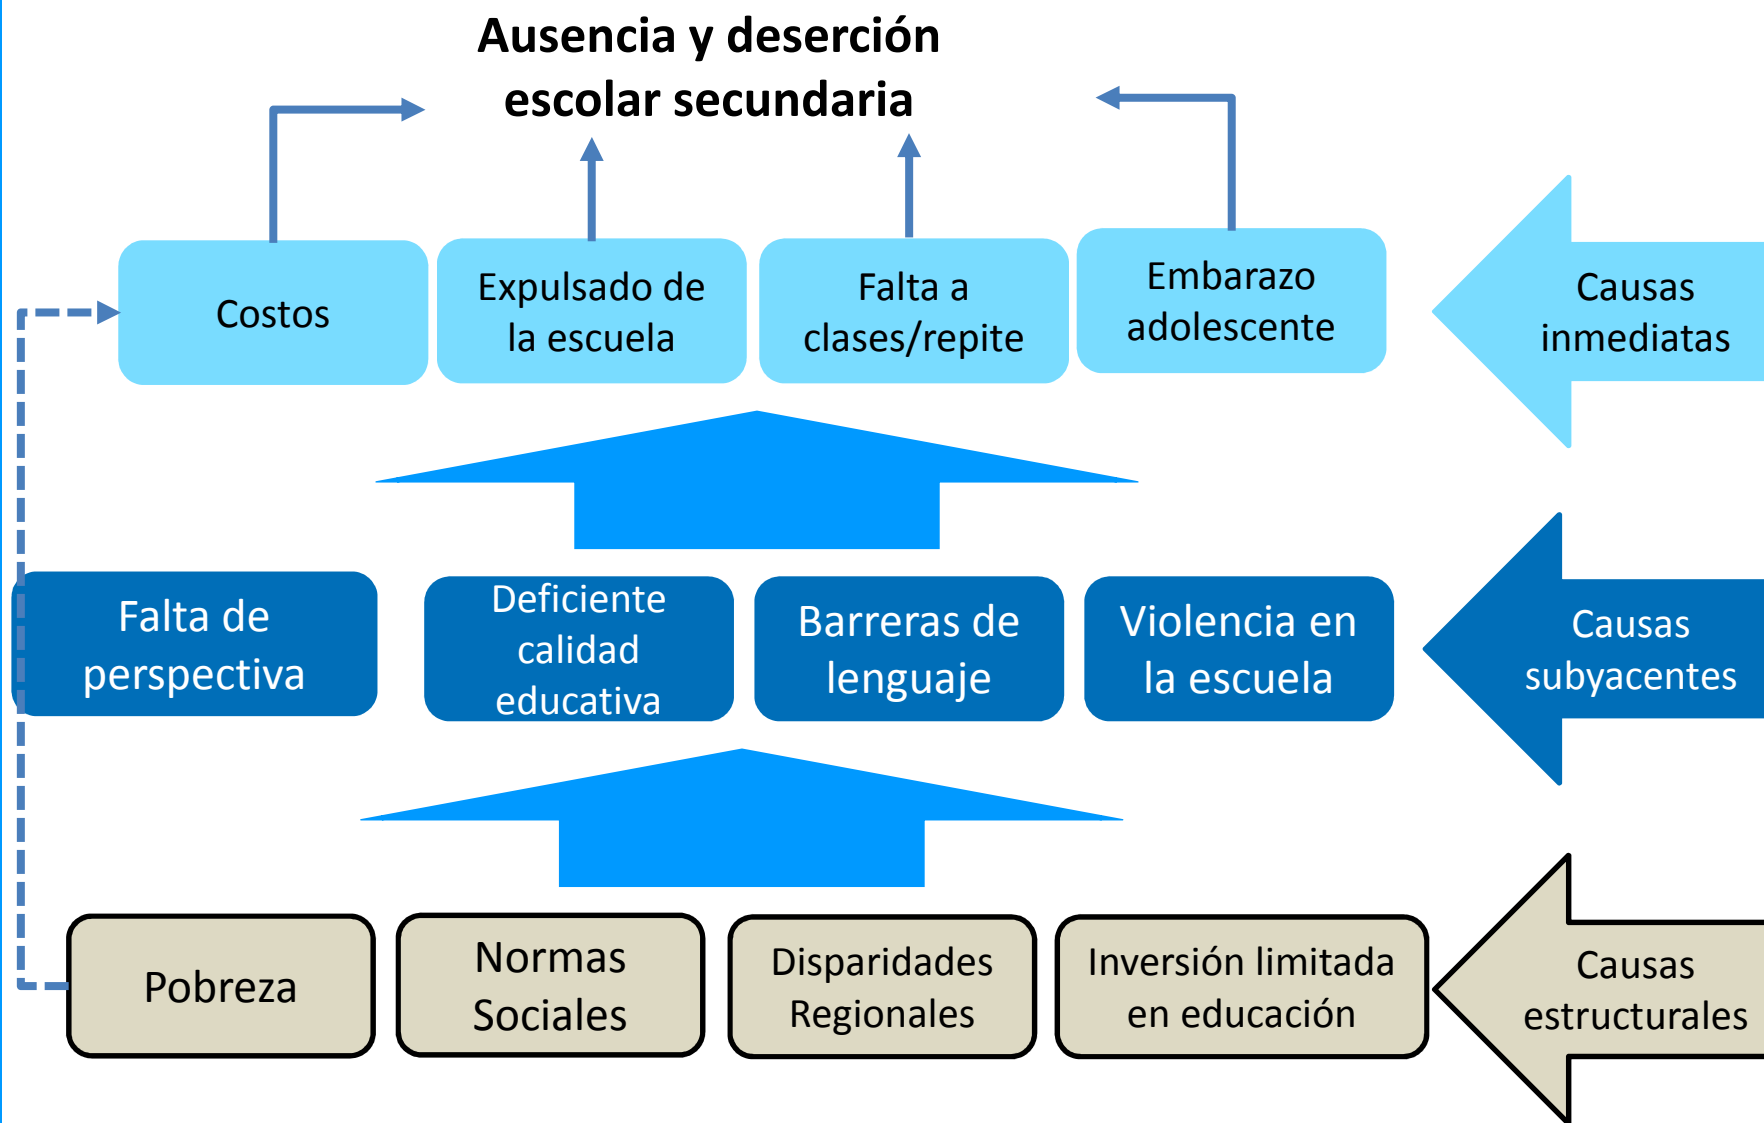 Ausencia y deserción
escolar secundaria
Costos
Expulsado de
la escuela
Falta a
clases/repite
Embarazo
adolescente
Causas
inmediatas
Falta de
perspectiva
Deficiente
calidad
educativa
Barreras de
lenguaje
Violencia en
la escuela
Causas
subyacentes
Pobreza
Normas
Sociales
Disparidades
Regionales
Inversión limitada
en educación
Causas
estructurales